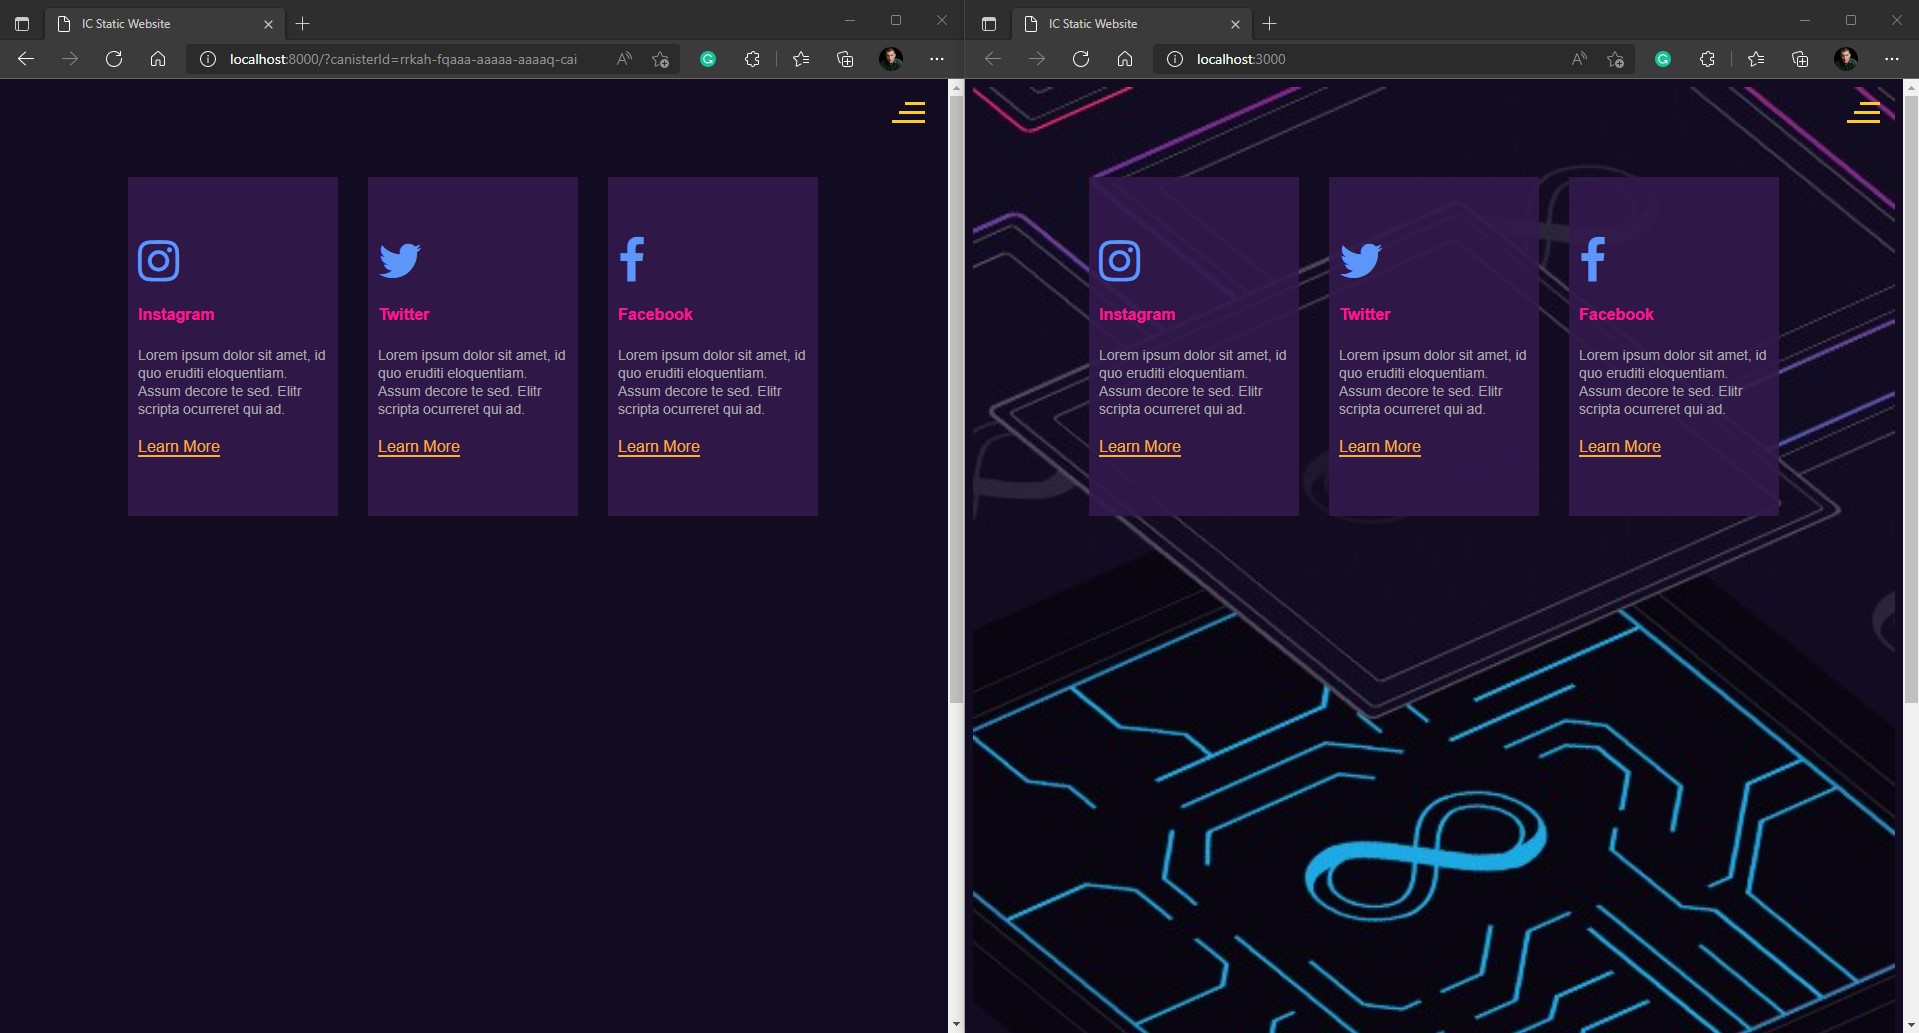 IC Static Website
localhost:8000/?canisterId=rrkah-fqaaa-aaaaa-aaaaq-cai
Instagram
Lorem ipsum dolor sit amet, id
quo eruditi eloquentiam.
Assum decore te sed. Elitr
scripta ocurreret qui ad.
Learn More
Twitter
Lorem ipsum dolor sit amet, id
quo eruditi eloquentiam.
Assum decore te sed. Elitr
scripta ocurreret qui ad.
Learn More
Facebook
Lorem ipsum dolor sit amet, id
quo eruditi eloquentiam.
Assum decore te sed. Elitr
scripta ocurreret qui ad.
Learn More
IC Static Website
localhost:3000
Instagram
Lorem ipsum dolor sit amet, id
quo eruditi eloquentiam.
Assum decore te sed. Elitr
scripta ocurreret qui ad.
Learn More
Twitter
Lorem ipsum dolor sit amet, id
quo eruditi eloquentiam.
Assum decore te sed. Elitr
scripta ocurreret qui ad.
Learn More
Facebook
Lorem ipsum dolor sit amet, id
quo eruditi eloquentiam.
Assum decore te sed. Elitr
scripta ocurreret qui ad.
Learn More